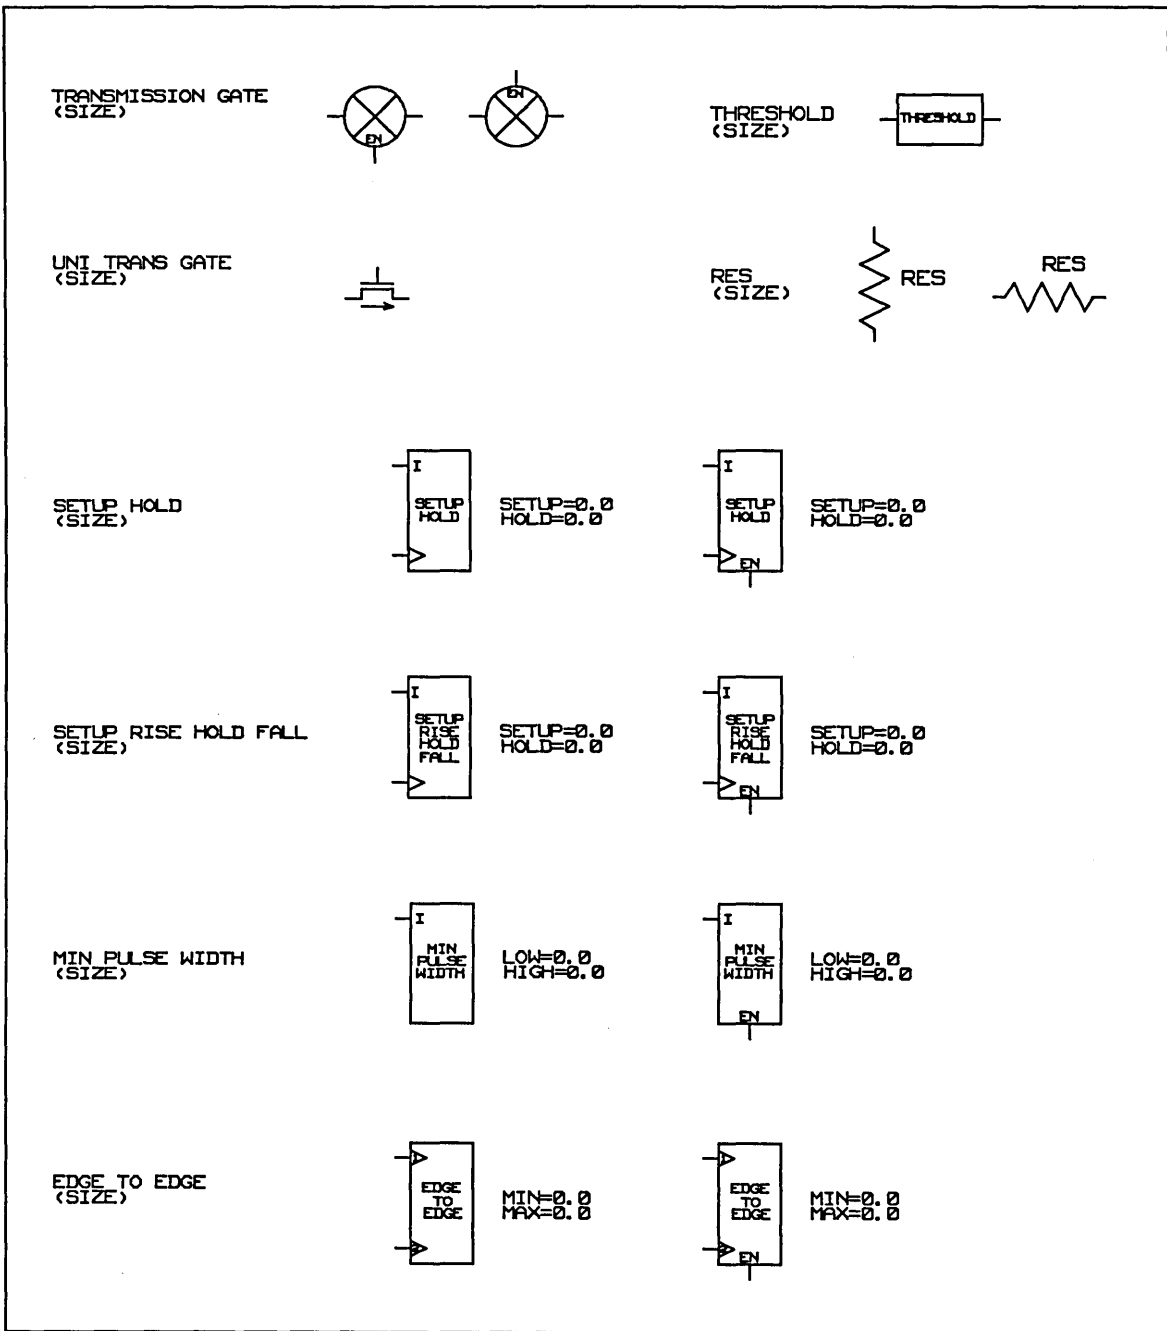 TRANSMISSION GATE
(SIZE)
EN
EN
THRESHOLD
(SIZE)
THRESHOLD
UNI TRANS GATE
(SIZE)
RES
(SIZE)
RES
RES
SETUP HOLD
(SIZE)
I
SETUP
HOLD
SETUP=0.0
HOLD=0.0
I
SETUP
HOLD
EN
SETUP=0.0
HOLD=0.0
SETUP RISE HOLD FALL
(SIZE)
I
SETUP
RISE
HOLD
FALL
SETUP=0.0
HOLD=0.0
I
SETUP
RISE
HOLD
FALL
EN
SETUP=0.0
HOLD=0.0
MIN PULSE WIDTH
(SIZE)
I
MIN
PULSE
WIDTH
LOW=0.0
HIGH=0.0
I
MIN
PULSE
WIDTH
EN
LOW=0.0
HIGH=0.0
EDGE TO EDGE
(SIZE)
1
EDGE
TO
EDGE
2
MIN=0.0
MAX=0.0
1
EDGE
TO
EDGE
2
EN
MIN=0.0
MAX=0.0